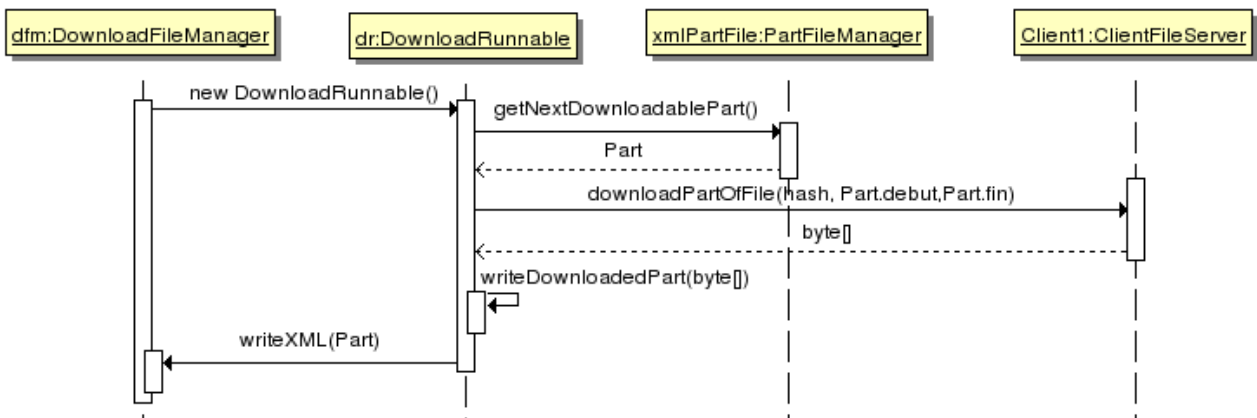 dfm:DownloadFileManager
dr:DownloadRunnable
xmlPartFile:PartFileManager
Client1:ClientFileServer
new DownloadRunnable()
getNextDownloadablePart()
Part
downloadPartOfFile(hash, Part.debut,Part.fin)
byte[]
writeDownloadedPart(byte[])
writeXML(Part)